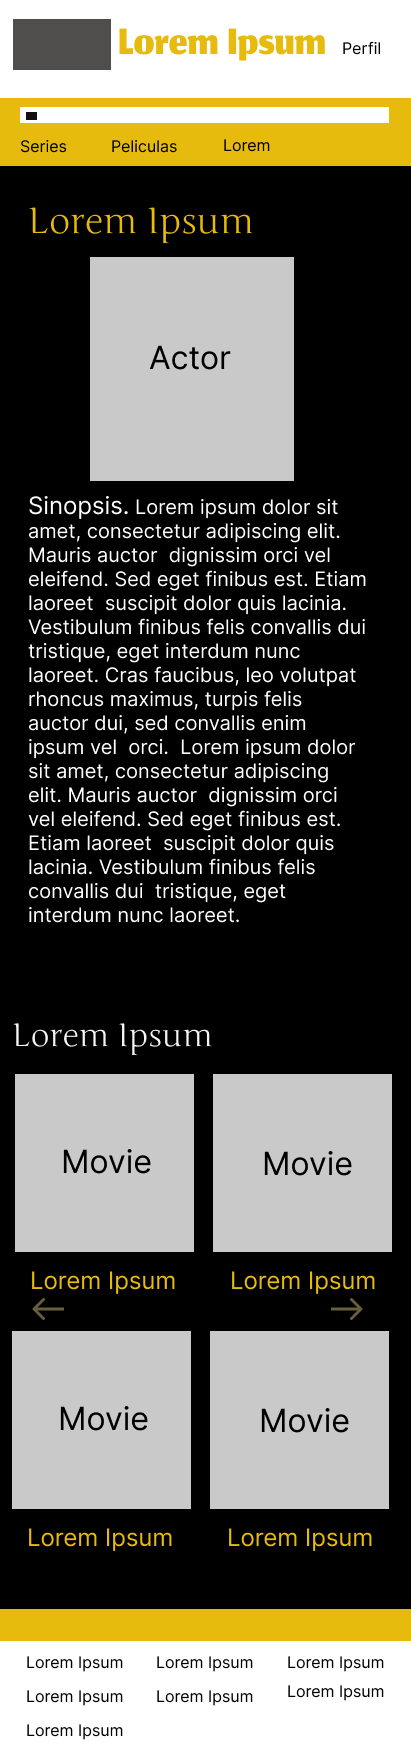 Lorem Ipsum
Perfil
Series
Peliculas
Lorem
Lorem Ipsum
Actor
Sinopsis. Lorem ipsum dolor sit
amet, consectetur adipiscing elit.
Mauris auctor  dignissim orci vel
eleifend. Sed eget finibus est. Etiam
laoreet  suscipit dolor quis lacinia.
Vestibulum finibus felis convallis dui
tristique, eget interdum nunc
laoreet. Cras faucibus, leo volutpat
rhoncus maximus, turpis felis
auctor dui, sed convallis enim
ipsum vel  orci.  Lorem ipsum dolor
sit amet, consectetur adipiscing
elit. Mauris auctor  dignissim orci
vel eleifend. Sed eget finibus est.
Etiam laoreet  suscipit dolor quis
lacinia. Vestibulum finibus felis
convallis dui  tristique, eget
interdum nunc laoreet.
Lorem Ipsum
Movie
Movie
Lorem Ipsum
Lorem Ipsum
Movie
Movie
Lorem Ipsum
Lorem Ipsum
Lorem Ipsum
Lorem Ipsum
Lorem Ipsum
Lorem Ipsum
Lorem Ipsum
Lorem Ipsum
Lorem Ipsum